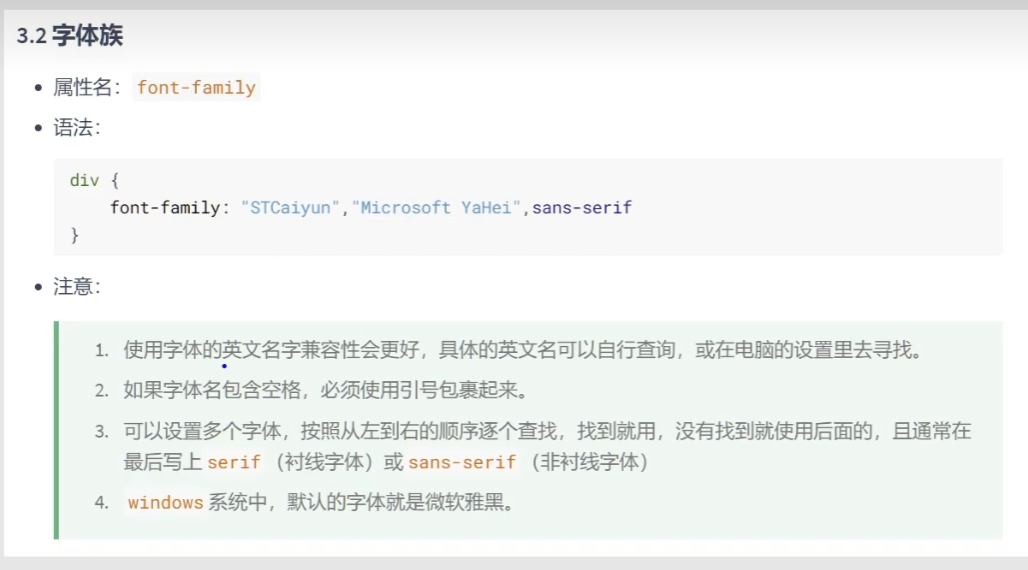 3.2 字体族
• 属性名： font-family
• 语法：
div {
    font-family: "STCaiyun","Microsoft YaHei",sans-serif
}
• 注意：
1. 使用字体的英文名字兼容性会更好，具体的英文名可以自行查询，或在电脑的设置里去寻找。
2. 如果字体名包含空格，必须使用引号包裹起来。
3. 可以设置多个字体，按照从左到右的顺序逐个查找，找到就用，没有找到就使用后面的，且通常在
最后写上 serif （衬线字体）或 sans-serif （非衬线字体）
4. windows 系统中，默认的字体就是微软雅黑。